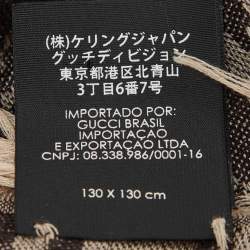 (株)ケリングジャパン
グッチディビジョン
東京都港区北青山
3丁目6番7号
IMPORTADO POR:
GUCCI BRASIL
IMPORTAÇAO
E EXPORTAÇAO LTDA
CNPJ: 08.338.986/0001-16
130 X 130 cm